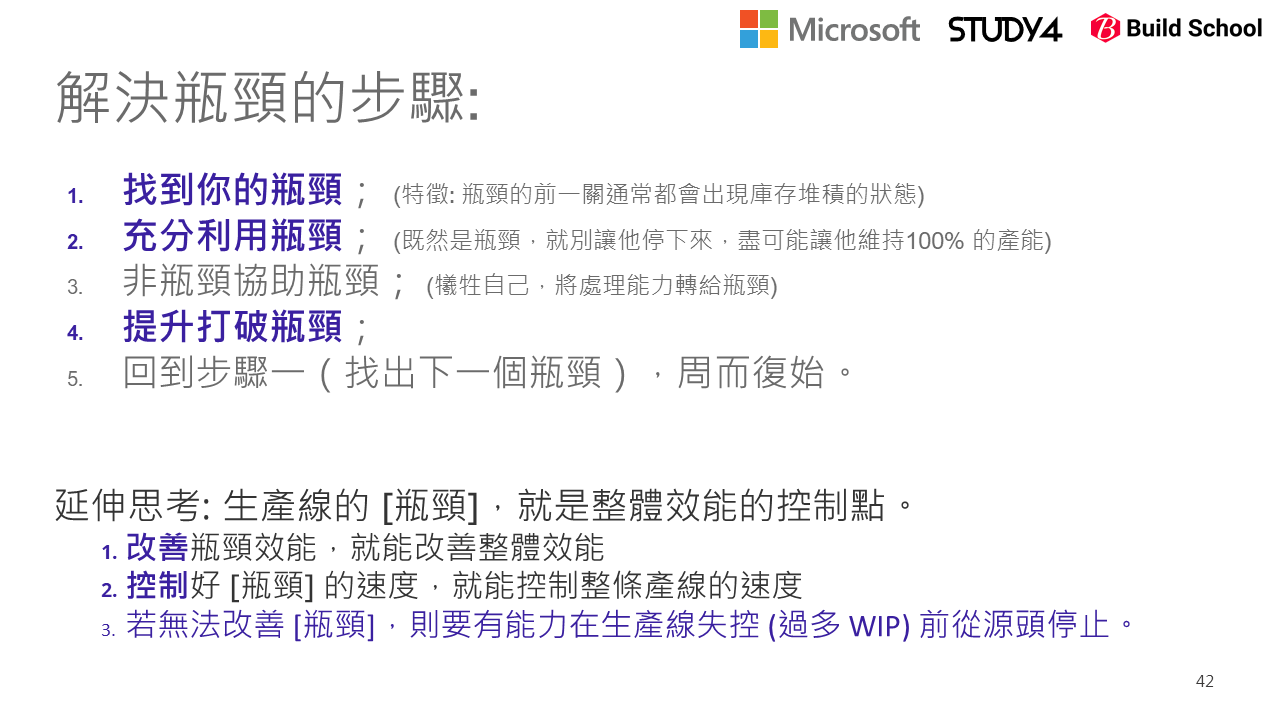 Microsoft STUDY4 Build School
解決瓶頸的步驟:
1. 找到你的瓶頸； (特徵: 瓶頸的前一關通常都會出現庫存堆積的狀態)
2. 充分利用瓶頸； (既然是瓶頸，就別讓他停下來，盡可能讓他維持100% 的產能)
3. 非瓶頸協助瓶頸； (犧牲自己，將處理能力轉給瓶頸)
4. 提升打破瓶頸；
5. 回到步驟一（找出下一個瓶頸），周而復始。
延伸思考: 生產線的 [瓶頸]，就是整體效能的控制點。
1. 改善瓶頸效能，就能改善整體效能
2. 控制好 [瓶頸] 的速度，就能控制整條產線的速度
3. 若無法改善 [瓶頸]，則要有能力在生產線失控 (過多 WIP) 前從源頭停止。
42